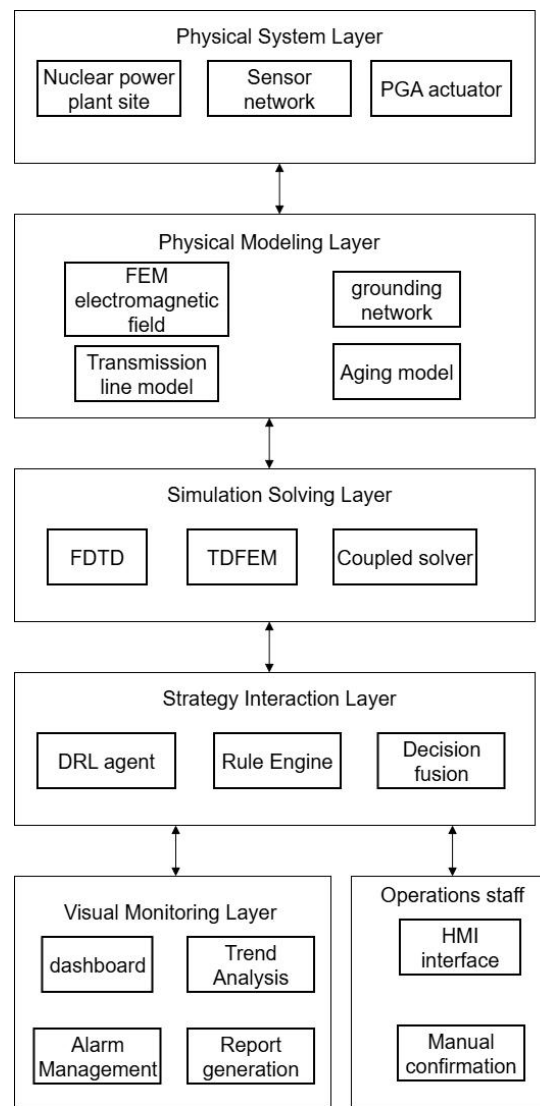 Physical System Layer
Nuclear power
plant site
Sensor
network
PGA actuator
Physical Modeling Layer
FEM
electromagnetic
field
grounding
network
Transmission
line model
Aging model
Simulation Solving Layer
FDTD
TDFEM
Coupled solver
Strategy Interaction Layer
DRL agent
Rule Engine
Decision
fusion
Visual Monitoring Layer
dashboard
Trend
Analysis
Alarm
Management
Report
generation
Operations staff
HMI
interface
Manual
confirmation